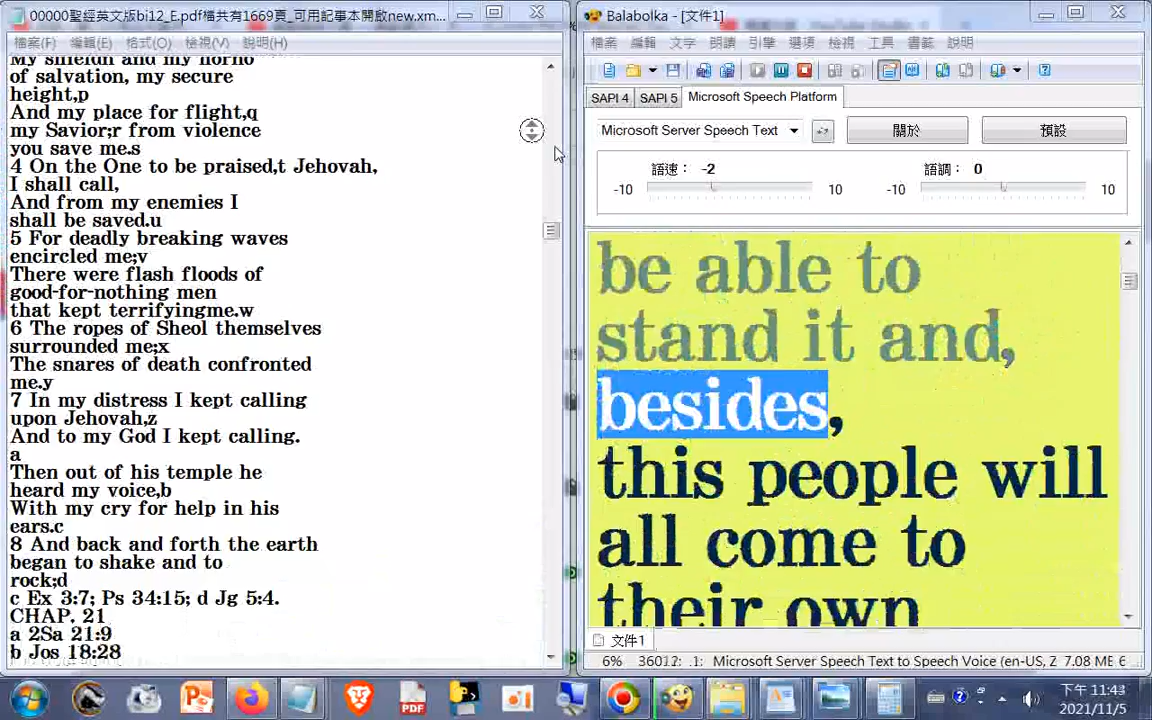 00000聖經英文版bi12_E.pdf檔共有1669頁_可用記事本開啟new.xm...
檔案(F) 編輯(E) 格式(O) 檢視(V) 說明(H)
of salvation, my secure
height,p
And my place for flight,q
my Savior;r from violence
you save me.s
4 On the One to be praised,t Jehovah,
I shall call,
And from my enemies I
shall be saved.u
5 For deadly breaking waves
encircled me;v
There were flash floods of
good-for-nothing men
that kept terrifyingme.w
6 The ropes of Sheol themselves
surrounded me;x
The snares of death confronted
me.y
7 In my distress I kept calling
upon Jehovah,z
And to my God I kept calling.
a
Then out of his temple he
heard my voice,b
With my cry for help in his
ears.c
8 And back and forth the earth
began to shake and to
rock;d
c Ex 3:7; Ps 34:15; d Jg 5:4.
CHAP. 21
a 2Sa 21:9
b Jos 18:28
Balabolka - [文件1]
檔案 編輯 文字 朗讀 引擎 選項 檢視 工具 書籤 說明
SAPI 4 SAPI 5 Microsoft Speech Platform
Microsoft Server Speech Text 關於 預設
語速： -2 語調： 0
-10 10 -10 10
be able to
stand it and,
besides,
this people will
all come to
their own
文件1
6% 36012: .1: Microsoft Server Speech Text to Speech Voice (en-US, Z 7.08 MB 6
下午 11:43
2021/11/5